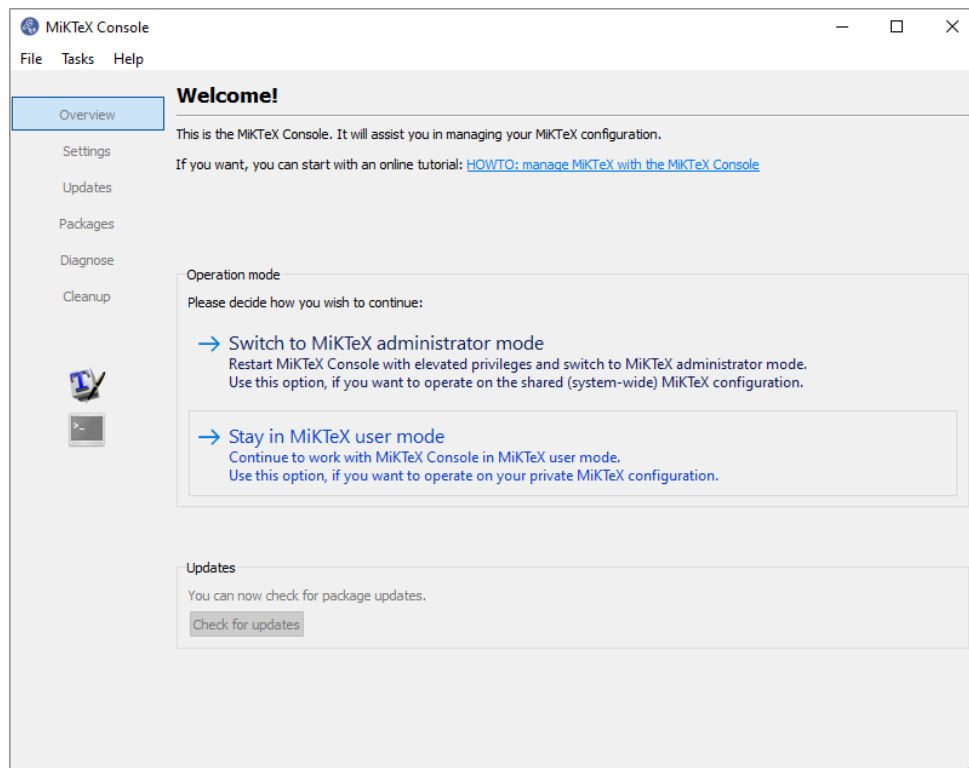 MiKTeX Console
File Tasks Help
Overview
Settings
Updates
Packages
Diagnose
Cleanup
Welcome!
This is the MiKTeX Console. It will assist you in managing your MiKTeX configuration.
If you want, you can start with an online tutorial: HOWTO: manage MiKTeX with the MiKTeX Console
Operation mode
Please decide how you wish to continue:
Switch to MiKTeX administrator mode
Restart MiKTeX Console with elevated privileges and switch to MiKTeX administrator mode.
Use this option, if you want to operate on the shared (system-wide) MiKTeX configuration.
Stay in MiKTeX user mode
Continue to work with MiKTeX Console in MiKTeX user mode.
Use this option, if you want to operate on your private MiKTeX configuration.
Updates
You can now check for package updates.
Check for updates